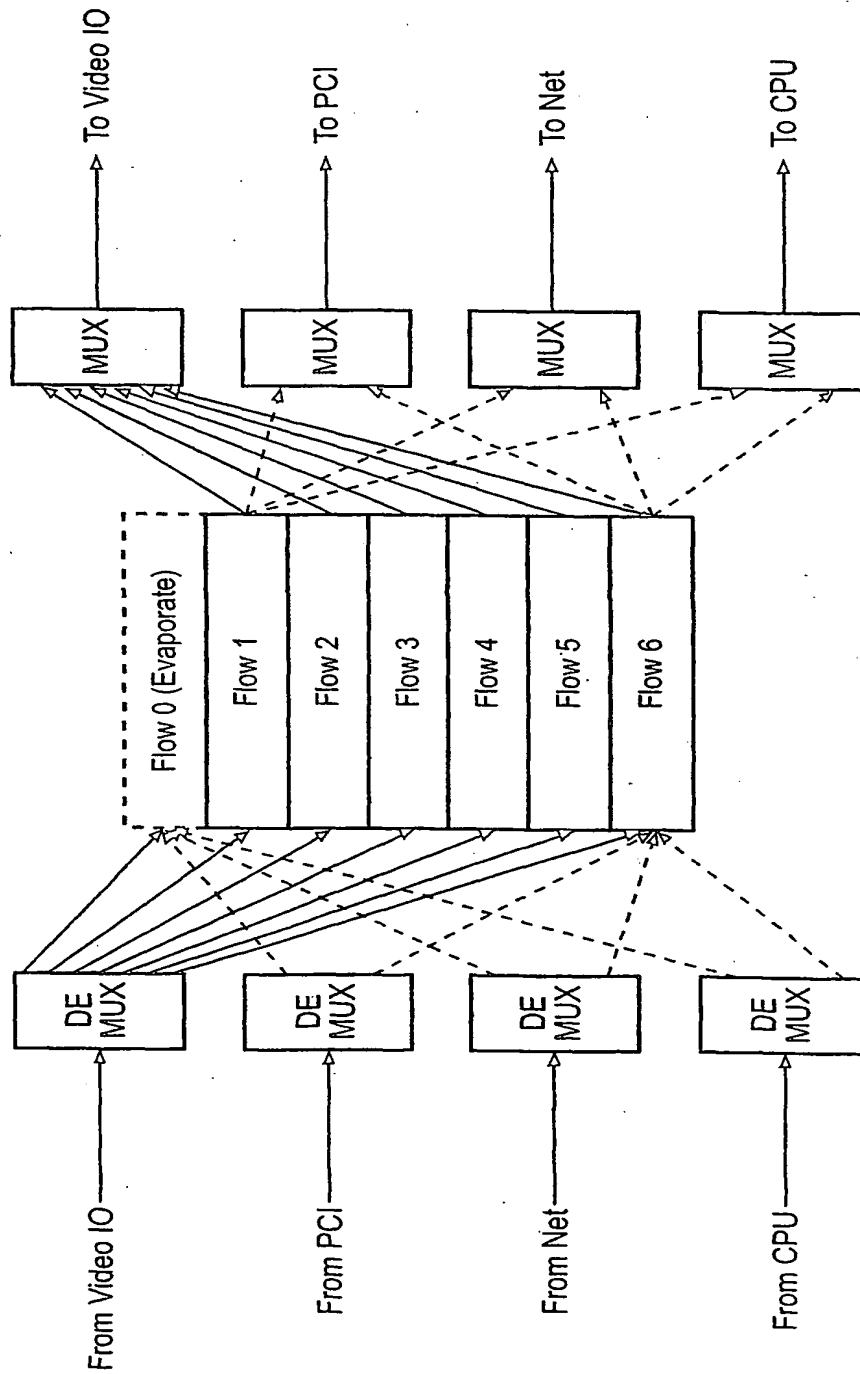 From Video IO
DE
MUX
From PCI
DE
MUX
From Net
DE
MUX
From CPU
DE
MUX
Flow 0 (Evaporate)
Flow 1
Flow 2
Flow 3
Flow 4
Flow 5
Flow 6
MUX
To Video IO
MUX
To PCI
MUX
To Net
MUX
To CPU